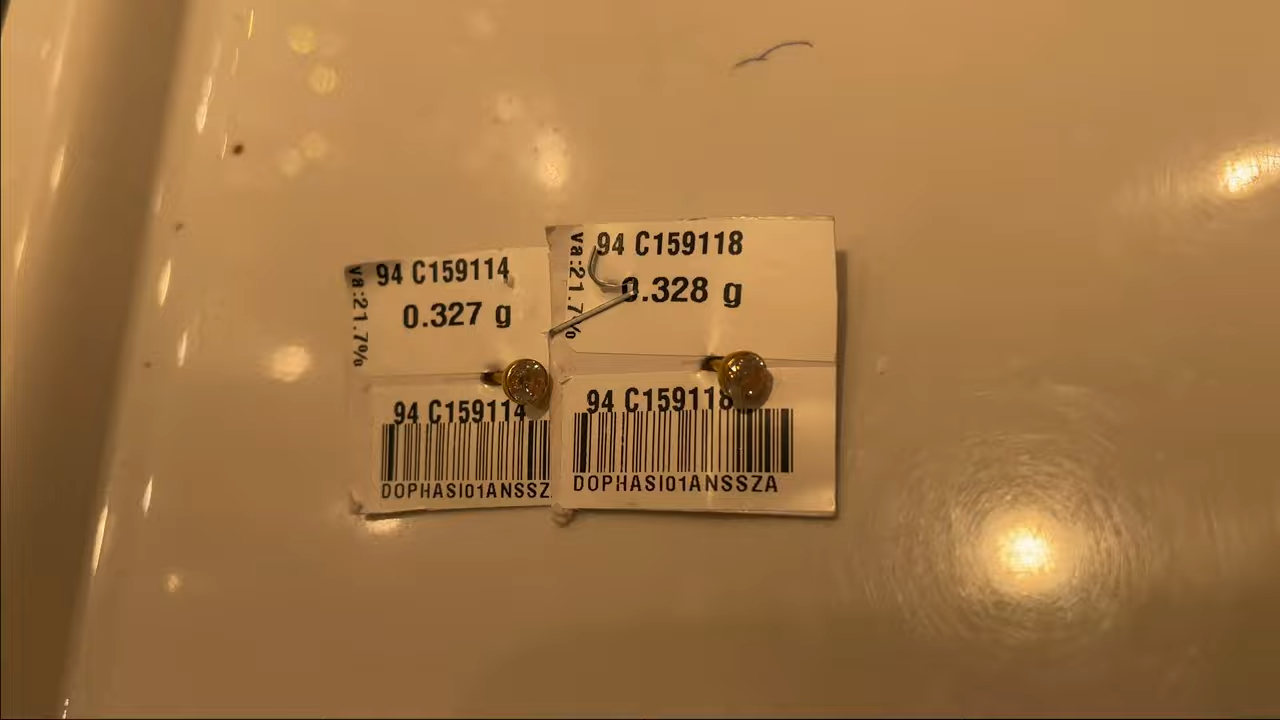 va:21.7%
94 C159114
0.327 g
94 C159114
DOPHASI01ANSSZ
va:21.7%
94 C159118
0.328 g
94 C159118
DOPHASI01ANSSZA